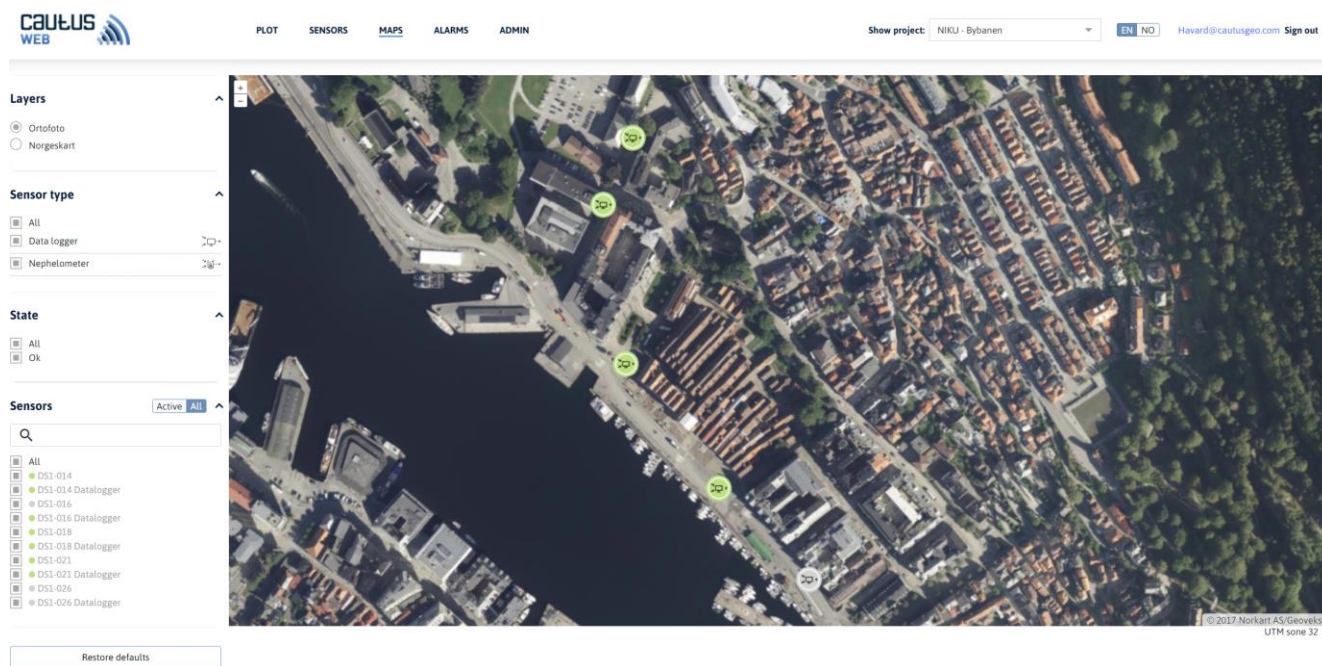 cautus
WEB
PLOT SENSORS MAPS ALARMS ADMIN
Show project: NIKU - Bybanen
EN NO
Havard@cautusgeo.com Sign out
Layers
Ortofoto
Norgeskart
Sensor type
All
Data logger
Nephelometer
State
All
Ok
Sensors Active All
All
DS1-014
DS1-014 Datalogger
DS1-016
DS1-016 Datalogger
DS1-018
DS1-018 Datalogger
DS1-021
DS1-021 Datalogger
DS1-026
DS1-026 Datalogger
Restore defaults
+
−
© 2017 Norkart AS/Geoveks
UTM sone 32